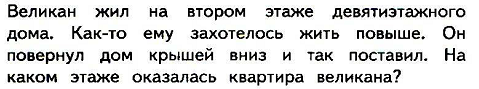 Великан жил на втором этаже девятиэтажного
дома. Как-то ему захотелось жить повыше. Он
повернул дом крышей вниз и так поставил. На
каком этаже оказалась квартира великана?